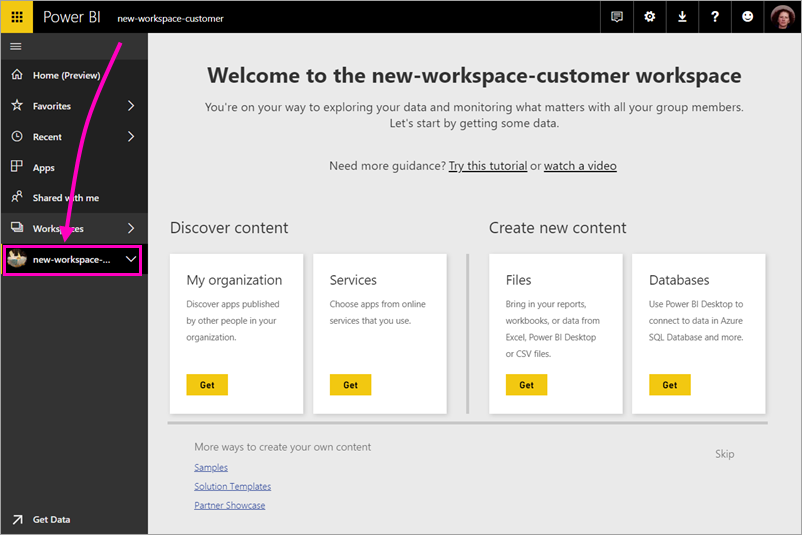 Power BI new-workspace-customer
?
Home (Preview)
Favorites
Recent
Apps
Shared with me
Workspaces
new-workspace-...
Get Data
Welcome to the new-workspace-customer workspace
You're on your way to exploring your data and monitoring what matters with all your group members.
Let's start by getting some data.
Need more guidance? Try this tutorial or watch a video
Discover content
My organization
Discover apps published
by other people in your
organization.
Get
Services
Choose apps from online
services that you use.
Get
Create new content
Files
Bring in your reports,
workbooks, or data from
Excel, Power BI Desktop
or CSV files.
Get
Databases
Use Power BI Desktop to
connect to data in Azure
SQL Database and more.
Get
More ways to create your own content
Samples
Solution Templates
Partner Showcase
Skip